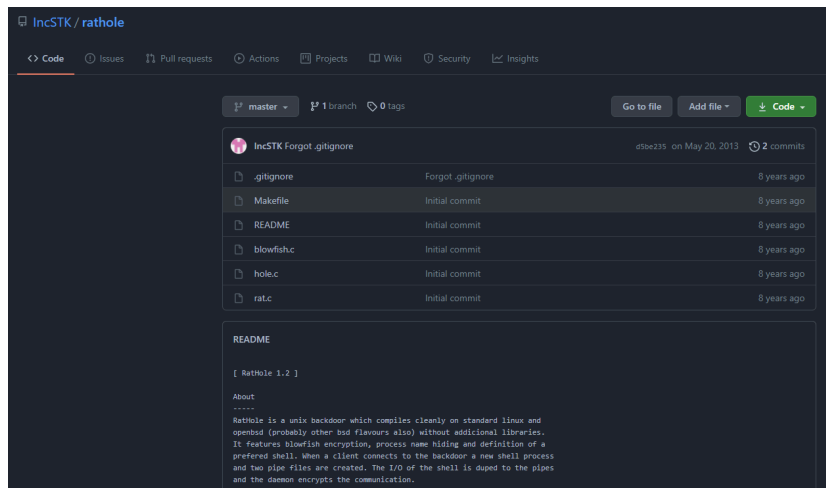 IncSTK / rathole
Code Issues Pull requests Actions Projects Wiki Security Insights
master 1 branch 0 tags Go to file Add file Code
IncSTK Forgot .gitignore d5be235 on May 20, 2013 2 commits
.gitignore Forgot .gitignore 8 years ago
Makefile Initial commit 8 years ago
README Initial commit 8 years ago
blowfish.c Initial commit 8 years ago
hole.c Initial commit 8 years ago
rat.c Initial commit 8 years ago
README
[ RatHole 1.2 ]
About
-----
RatHole is a unix backdoor which compiles cleanly on standard linux and
openbsd (probably other bsd flavours also) without addicional libraries.
It features blowfish encryption, process name hiding and definition of a
prefered shell. When a client connects to the backdoor a new shell process
and two pipe files are created. The I/O of the shell is duped to the pipes
and the daemon encrypts the communication.